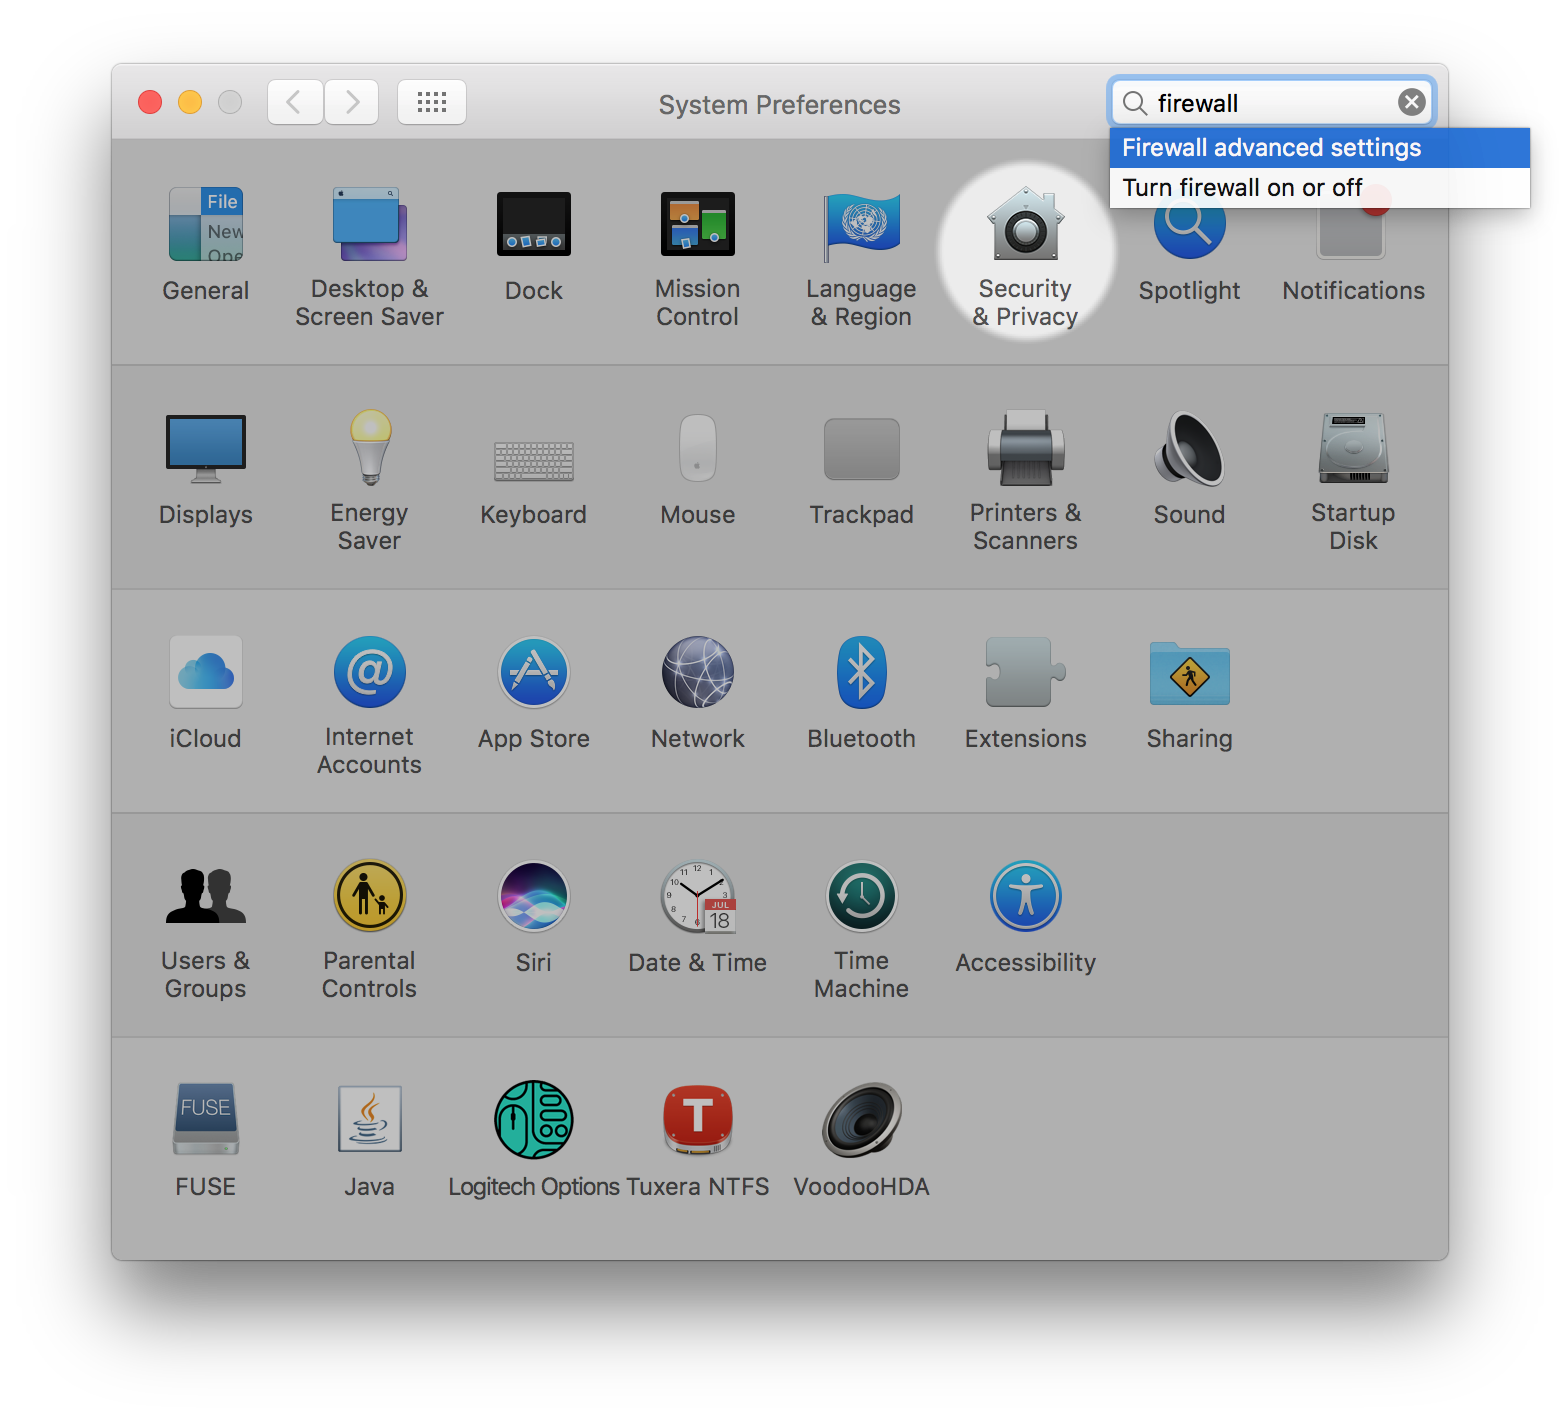 System Preferences
firewall
Firewall advanced settings
Turn firewall on or off
File
New
Ope
General
Desktop &
Screen Saver
Dock
Mission
Control
Language
& Region
Security
& Privacy
Spotlight
Notifications
Displays
Energy
Saver
Keyboard
Mouse
Trackpad
Printers &
Scanners
Sound
Startup
Disk
iCloud
@
Internet
Accounts
App Store
Network
Bluetooth
Extensions
Sharing
Users &
Groups
Parental
Controls
Siri
JUL
18
Date & Time
Time
Machine
Accessibility
FUSE
FUSE
Java
Logitech Options
T
Tuxera NTFS
VoodooHDA